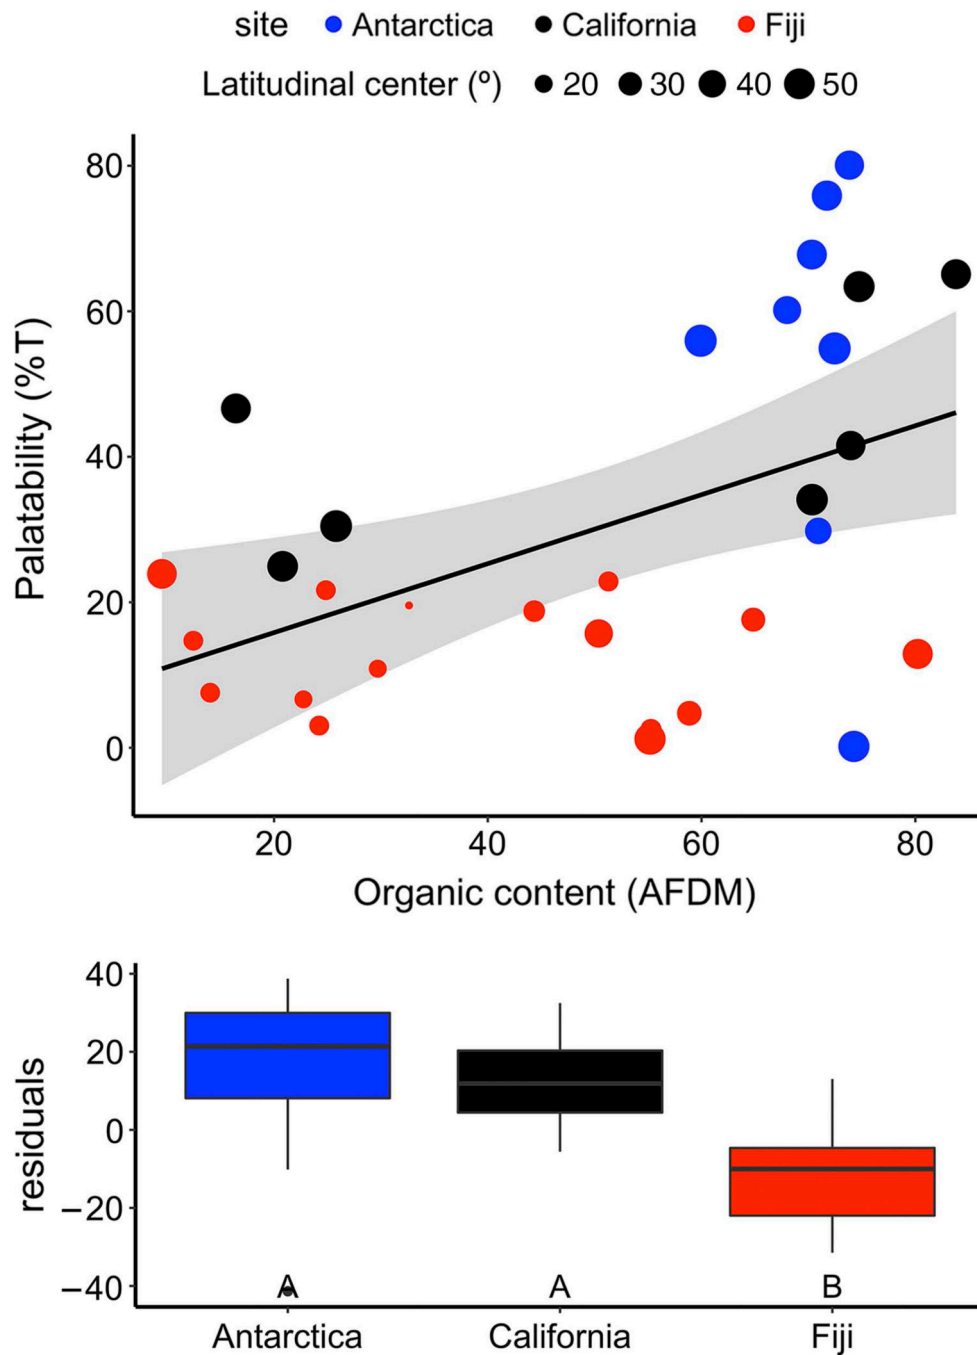 site Antarctica California Fiji
Latitudinal center (º) 20 30 40 50
80
60
40
20
0
Palatability (%T)
20 40 60 80
Organic content (AFDM)
40
20
0
−20
−40
residuals
A A B
Antarctica California Fiji